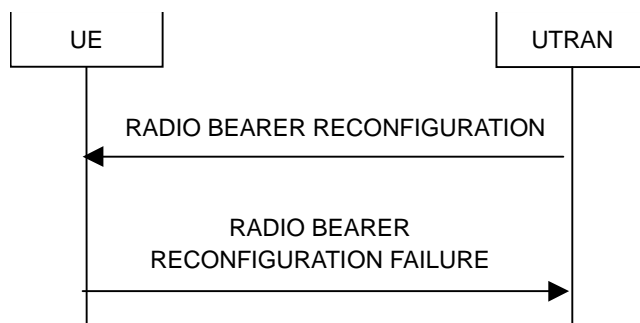 UE
UTRAN
RADIO BEARER RECONFIGURATION
RADIO BEARER
RECONFIGURATION FAILURE